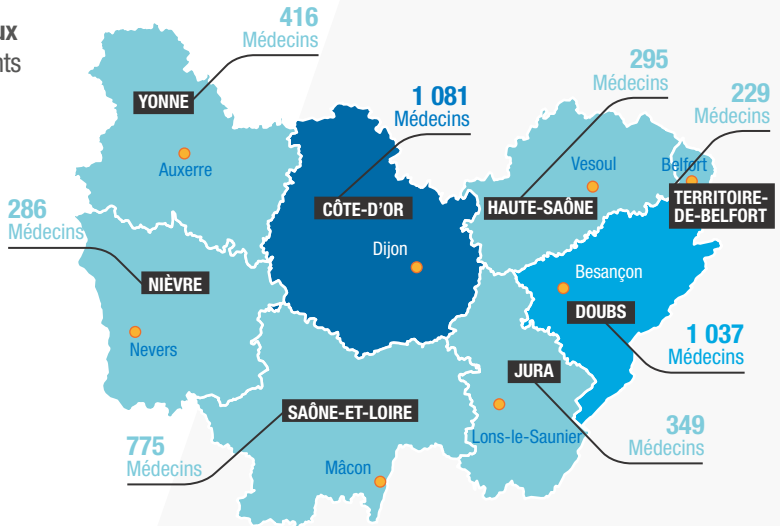 ux
nts
416
Médecins
YONNE
Auxerre
1 081
Médecins
CÔTE-D'OR
Dijon
295
Médecins
Vesoul
HAUTE-SAÔNE
229
Médecins
Belfort
TERRITOIRE-
DE-BELFORT
286
Médecins
NIÈVRE
Nevers
Besançon
DOUBS
1 037
Médecins
JURA
Lons-le-Saunier
349
Médecins
SAÔNE-ET-LOIRE
775
Médecins
Mâcon